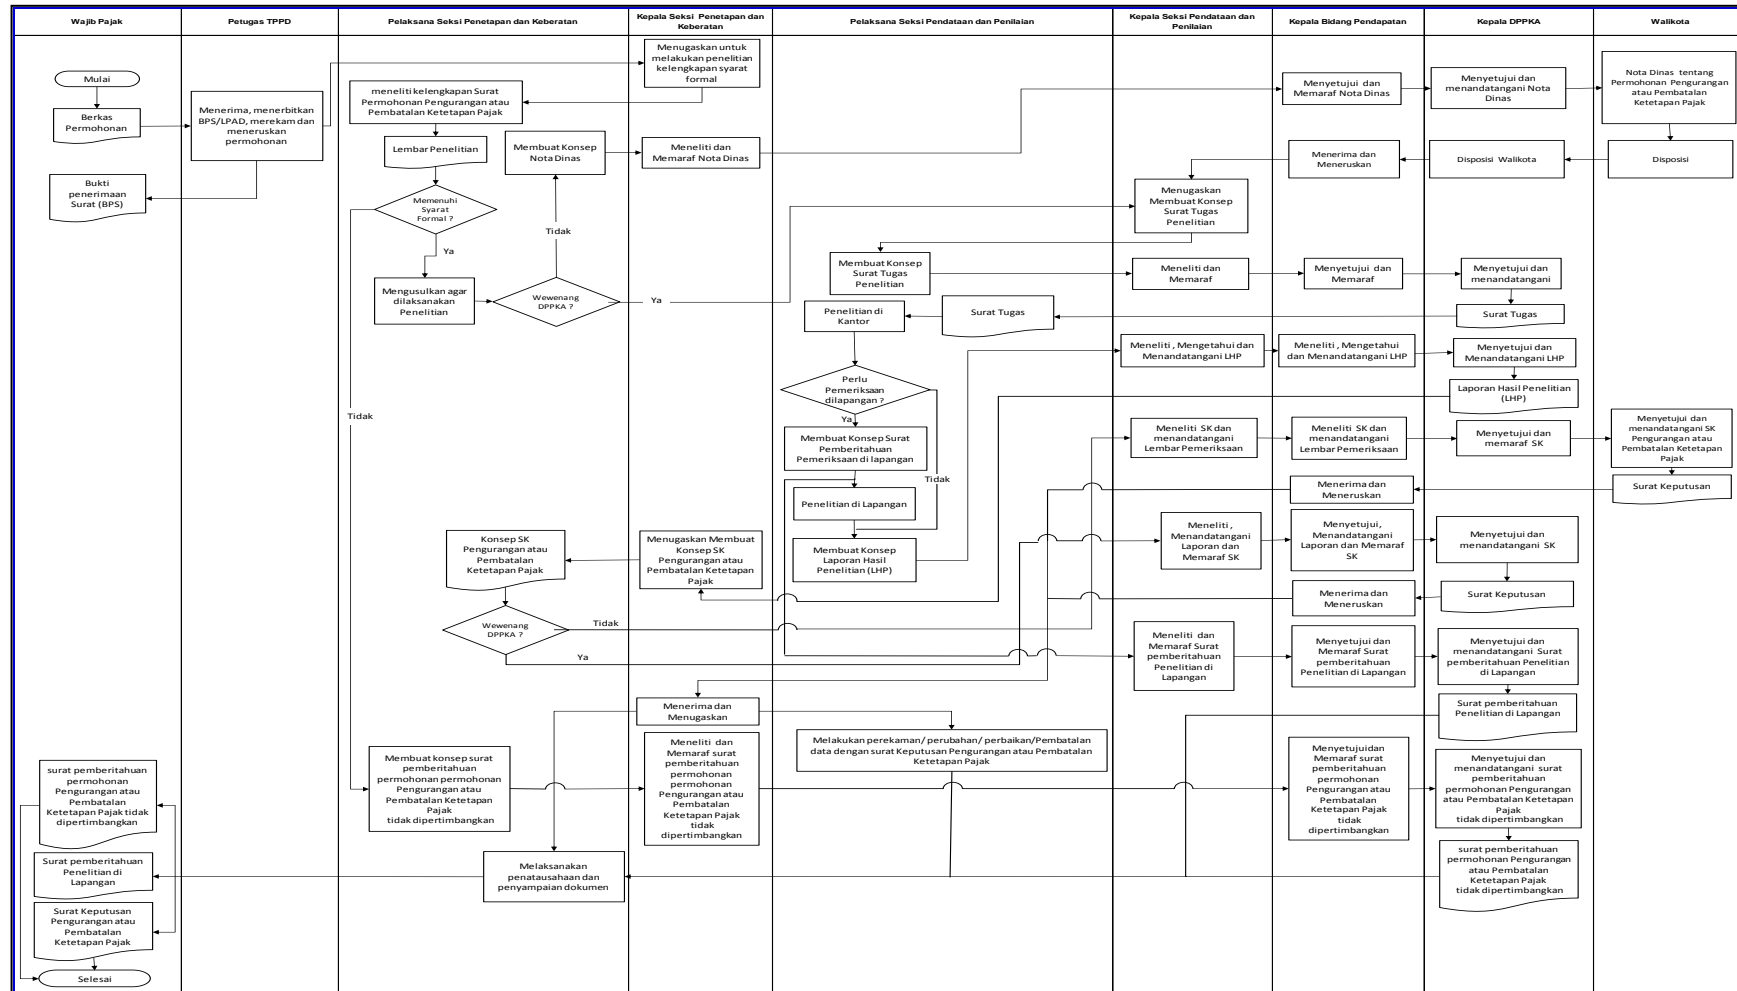 Wajib Pajak
Petugas TPPD
Pelaksana Seksi Penetapan dan Keberatan
Kepala Seksi Penetapan dan
Keberatan
Pelaksana Seksi Pendataan dan Penilaian
Kepala Seksi Pendataan dan
Penilaian
Kepala Bidang Pendapatan
Kepala DPPKA
Walikota
Mulai
Berkas
Permohonan
Menerima, menerbitkan
BPS/LPAD, merekam dan
meneruskan
permohonan
Bukti
penerimaan
Surat (BPS)
Menugaskan untuk
melakukan penelitian
kelengkapan syarat
formal
meneliti kelengkapan Surat
Permohonan Pengurangan atau
Pembatalan Ketetapan Pajak
Lembar Penelitian
Membuat Konsep
Nota Dinas
Meneliti dan
Memaraf Nota Dinas
Menyetujui dan
Memaraf Nota Dinas
Menyetujui dan
menandatangani Nota
Dinas
Nota Dinas tentang
Permohonan Pengurangan
atau Pembatalan
Ketetapan Pajak
Disposisi
Disposisi Walikota
Menerima dan
Meneruskan
Memenuhi
Syarat
Formal ?
Tidak
Ya
Mengusulkan agar
dilaksanakan
Penelitian
Wewenang
DPPKA ?
Ya
Menugaskan
Membuat Konsep
Surat Tugas
Penelitian
Membuat Konsep
Surat Tugas
Penelitian
Meneliti dan
Memaraf
Menyetujui dan
Memaraf
Menyetujui dan
menandatangani
Surat Tugas
Surat Tugas
Penelitian di
Kantor
Perlu
Pemeriksaan
dilapangan ?
Ya
Tidak
Meneliti , Mengetahui dan
Menandatangani LHP
Meneliti , Mengetahui
dan Menandatangani LHP
Menyetujui dan
Menandatangani LHP
Laporan Hasil Penelitian
(LHP)
Tidak
Membuat Konsep Surat
Pemberitahuan
Pemeriksaan di lapangan
Penelitian di Lapangan
Membuat Konsep
Laporan Hasil
Penelitian (LHP)
Meneliti SK dan
menandatangani
Lembar Pemeriksaan
Meneliti SK dan
menandatangani
Lembar Pemeriksaan
Menyetujui dan
memaraf SK
Menyetujui dan
menandatangani SK
Pengurangan atau
Pembatalan Ketetapan
Pajak
Surat Keputusan
Menerima dan
Meneruskan
Konsep SK
Pengurangan atau
Pembatalan
Ketetapan Pajak
Menugaskan Membuat
Konsep SK
Pengurangan atau
Pembatalan Ketetapan
Pajak
Meneliti ,
Menandatangani
Laporan dan
Memaraf SK
Menyetujui,
Menandatangani
Laporan dan Memaraf
SK
Menyetujui dan
menandatangani SK
Surat Keputusan
Menerima dan
Meneruskan
Wewenang
DPPKA ?
Tidak
Ya
Meneliti dan
Memaraf Surat
pemberitahuan
Penelitian di
Lapangan
Menyetujui dan
Memaraf Surat
pemberitahuan
Penelitian di Lapangan
Menyetujui dan
menandatangani Surat
pemberitahuan Penelitian
di Lapangan
Surat pemberitahuan
Penelitian di Lapangan
Menerima dan
Menugaskan
Melakukan perekaman/ perubahan/ perbaikan/Pembatalan
data dengan surat Keputusan Pengurangan atau Pembatalan
Ketetapan Pajak
Membuat konsep surat
pemberitahuan
permohonan permohonan
Pengurangan atau
Pembatalan Ketetapan
Pajak
tidak dipertimbangkan
Meneliti dan
Memaraf surat
pemberitahuan
permohonan
Pengurangan atau
Pembatalan
Ketetapan Pajak
tidak
dipertimbangkan
Menyetujuidan
Memaraf surat
pemberitahuan
permohonan
Pengurangan atau
Pembatalan
Ketetapan Pajak
tidak
dipertimbangkan
Menyetujui dan
menandatangani surat
pemberitahuan
permohonan Pengurangan
atau Pembatalan Ketetapan
Pajak
tidak dipertimbangkan
surat pemberitahuan
permohonan Pengurangan
atau Pembatalan
Ketetapan Pajak
tidak dipertimbangkan
Melaksanakan
penatausahaan dan
penyampaian dokumen
surat pemberitahuan
permohonan
Pengurangan atau
Pembatalan
Ketetapan Pajak tidak
dipertimbangkan
Surat pemberitahuan
Penelitian di
Lapangan
Surat Keputusan
Pengurangan atau
Pembatalan
Ketetapan Pajak
Selesai